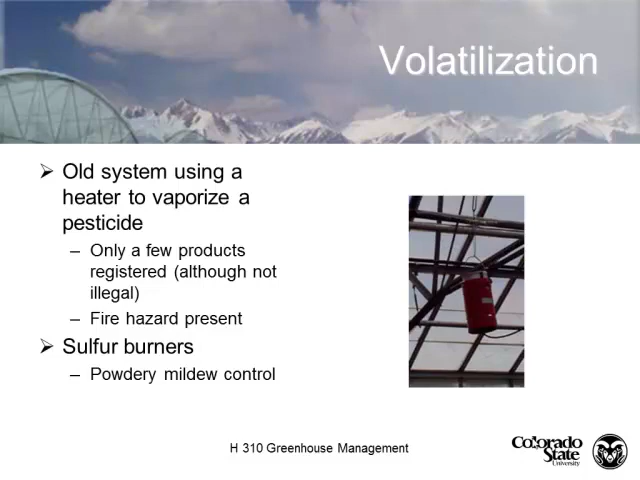 Volatilization
➢ Old system using a
heater to vaporize a
pesticide
– Only a few products
registered (although not
illegal)
– Fire hazard present
➢ Sulfur burners
– Powdery mildew control
H 310 Greenhouse Management
Colorado
State
University